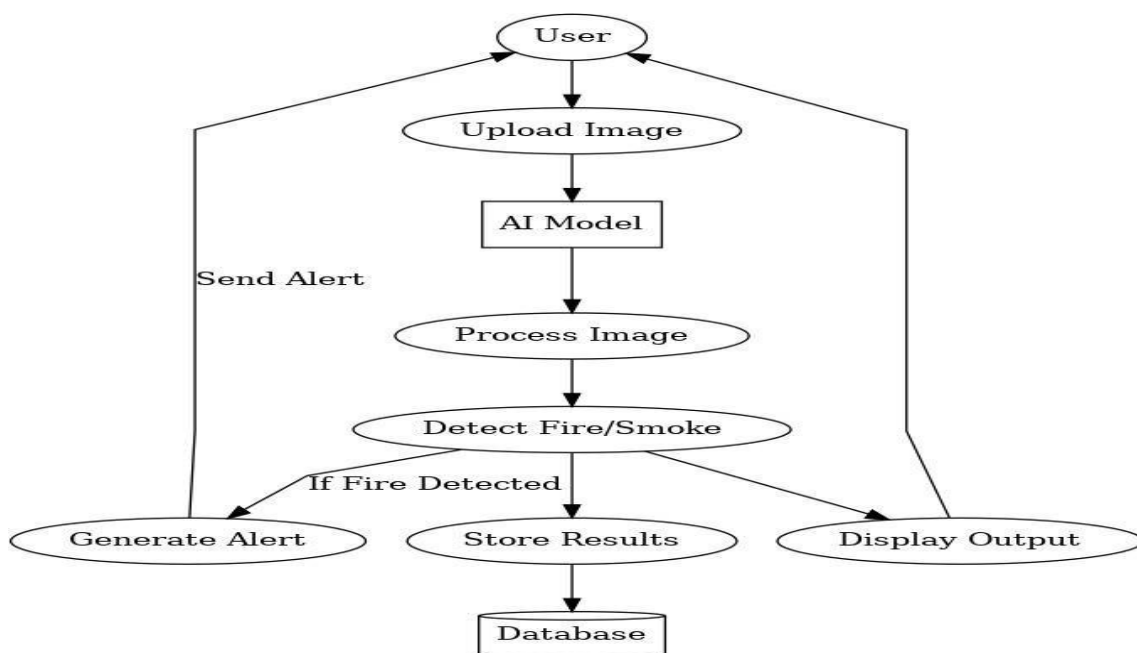 User
Upload Image
AI Model
Send Alert
Process Image
Detect Fire/Smoke
If Fire Detected
Generate Alert
Store Results
Display Output
Database